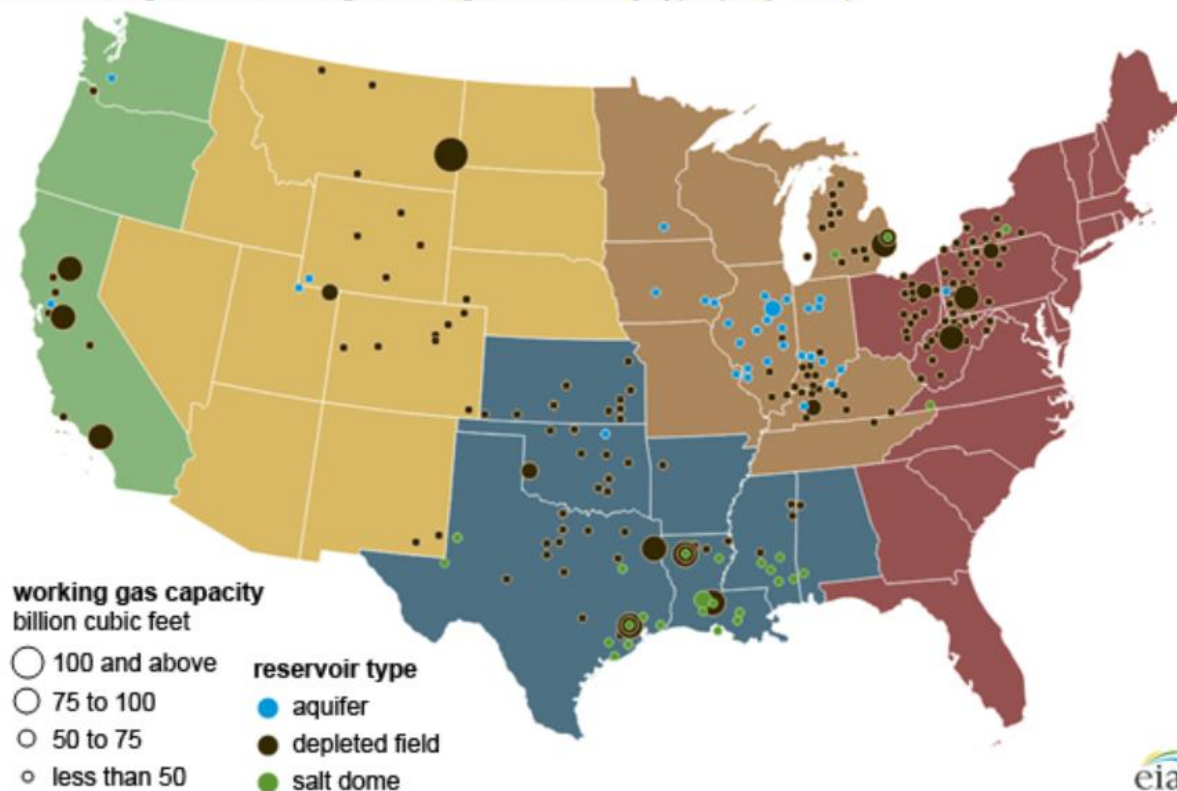 working gas capacity
billion cubic feet
100 and above
75 to 100
50 to 75
less than 50
reservoir type
aquifer
depleted field
salt dome
eia